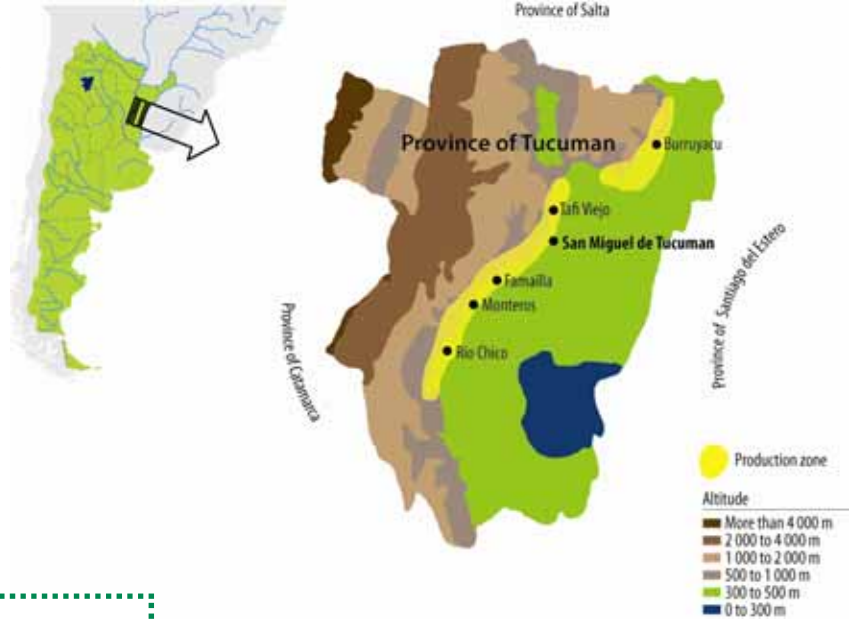 Province of Salta
Province of Tucuman
Burruyacu
Tafi Viejo
San Miguel de Tucuman
Famailla
Monteros
Rio Chico
Province of Catamarca
Province of Santiago del Estero
Production zone
Altitude
More than 4 000 m
2 000 to 4 000 m
1 000 to 2 000 m
500 to 1 000 m
300 to 500 m
0 to 300 m